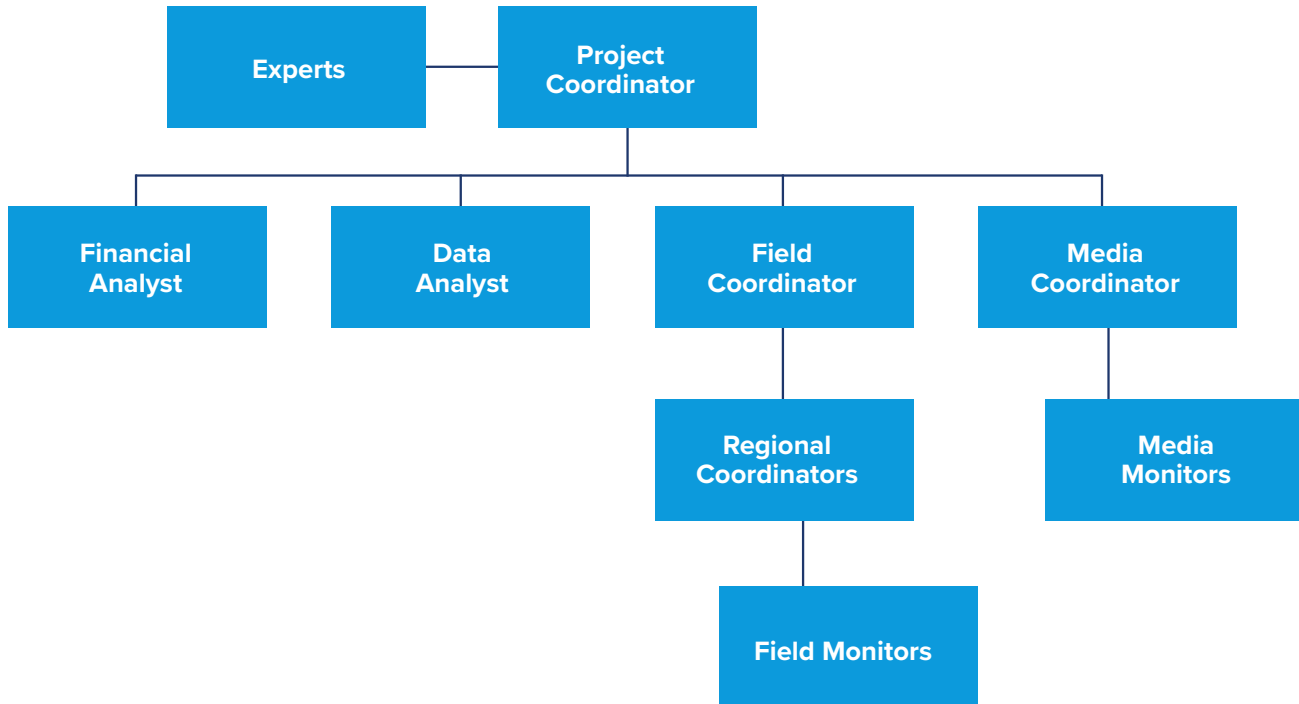 Experts
Project
Coordinator
Financial
Analyst
Data
Analyst
Field
Coordinator
Media
Coordinator
Regional
Coordinators
Media
Monitors
Field Monitors